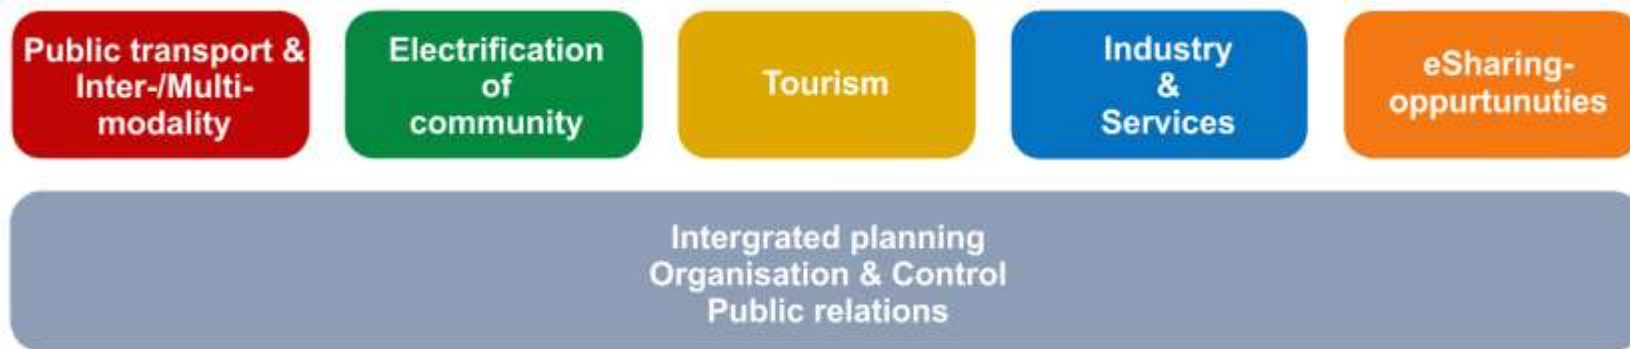 Public transport &
Inter-/Multi-
modality
Electrification
of
community
Tourism
Industry
&
Services
eSharing-
oppurtunuties
Intergrated planning
Organisation & Control
Public relations